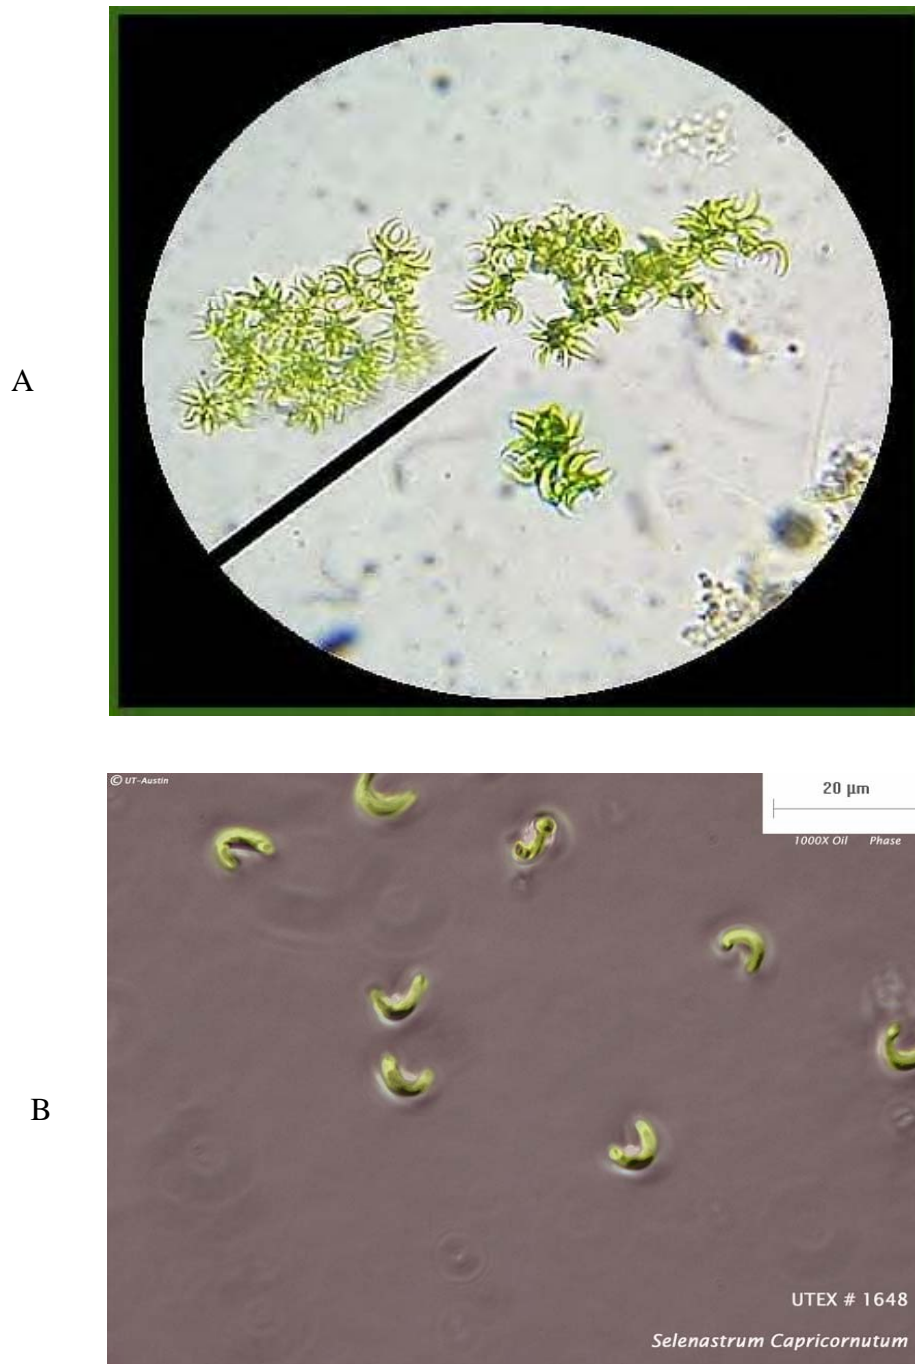 A
© UT-Austin
20 µm
1000X Oil Phase
B
UTEX # 1648
Selenastrum Capricornutum